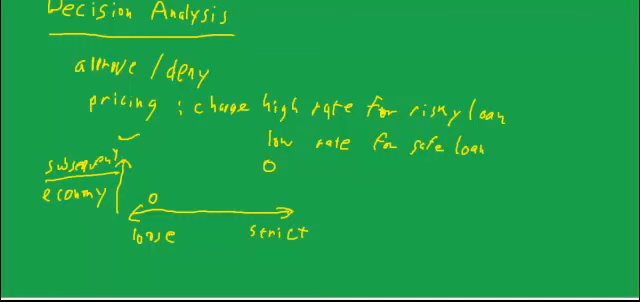 Decision Analysis
approve / deny
pricing : charge high rate for risky loan
low rate for safe loan
subsequent
economy
loose
strict